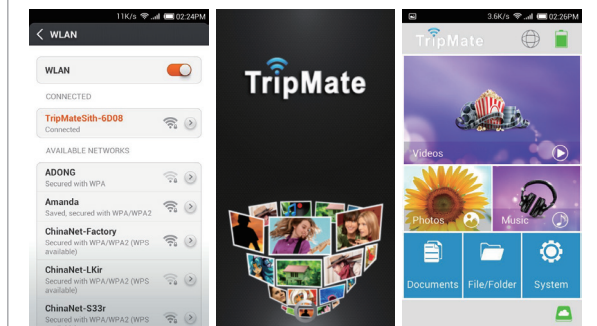 11K/s 02:24PM
WLAN
WLAN
CONNECTED
TripMateSith-6D08
Connected
AVAILABLE NETWORKS
ADONG
Secured with WPA
Amanda
Saved, secured with WPA/WPA2
ChinaNet-Factory
Secured with WPA/WPA2 (WPS
available)
ChinaNet-LKir
Secured with WPA/WPA2 (WPS
available)
ChinaNet-S33r
Secured with WPA/WPA2 (WPS
TripMate
3.6K/s 02:26PM
TripMate
Videos
Photos
Music
Documents
File/Folder
System